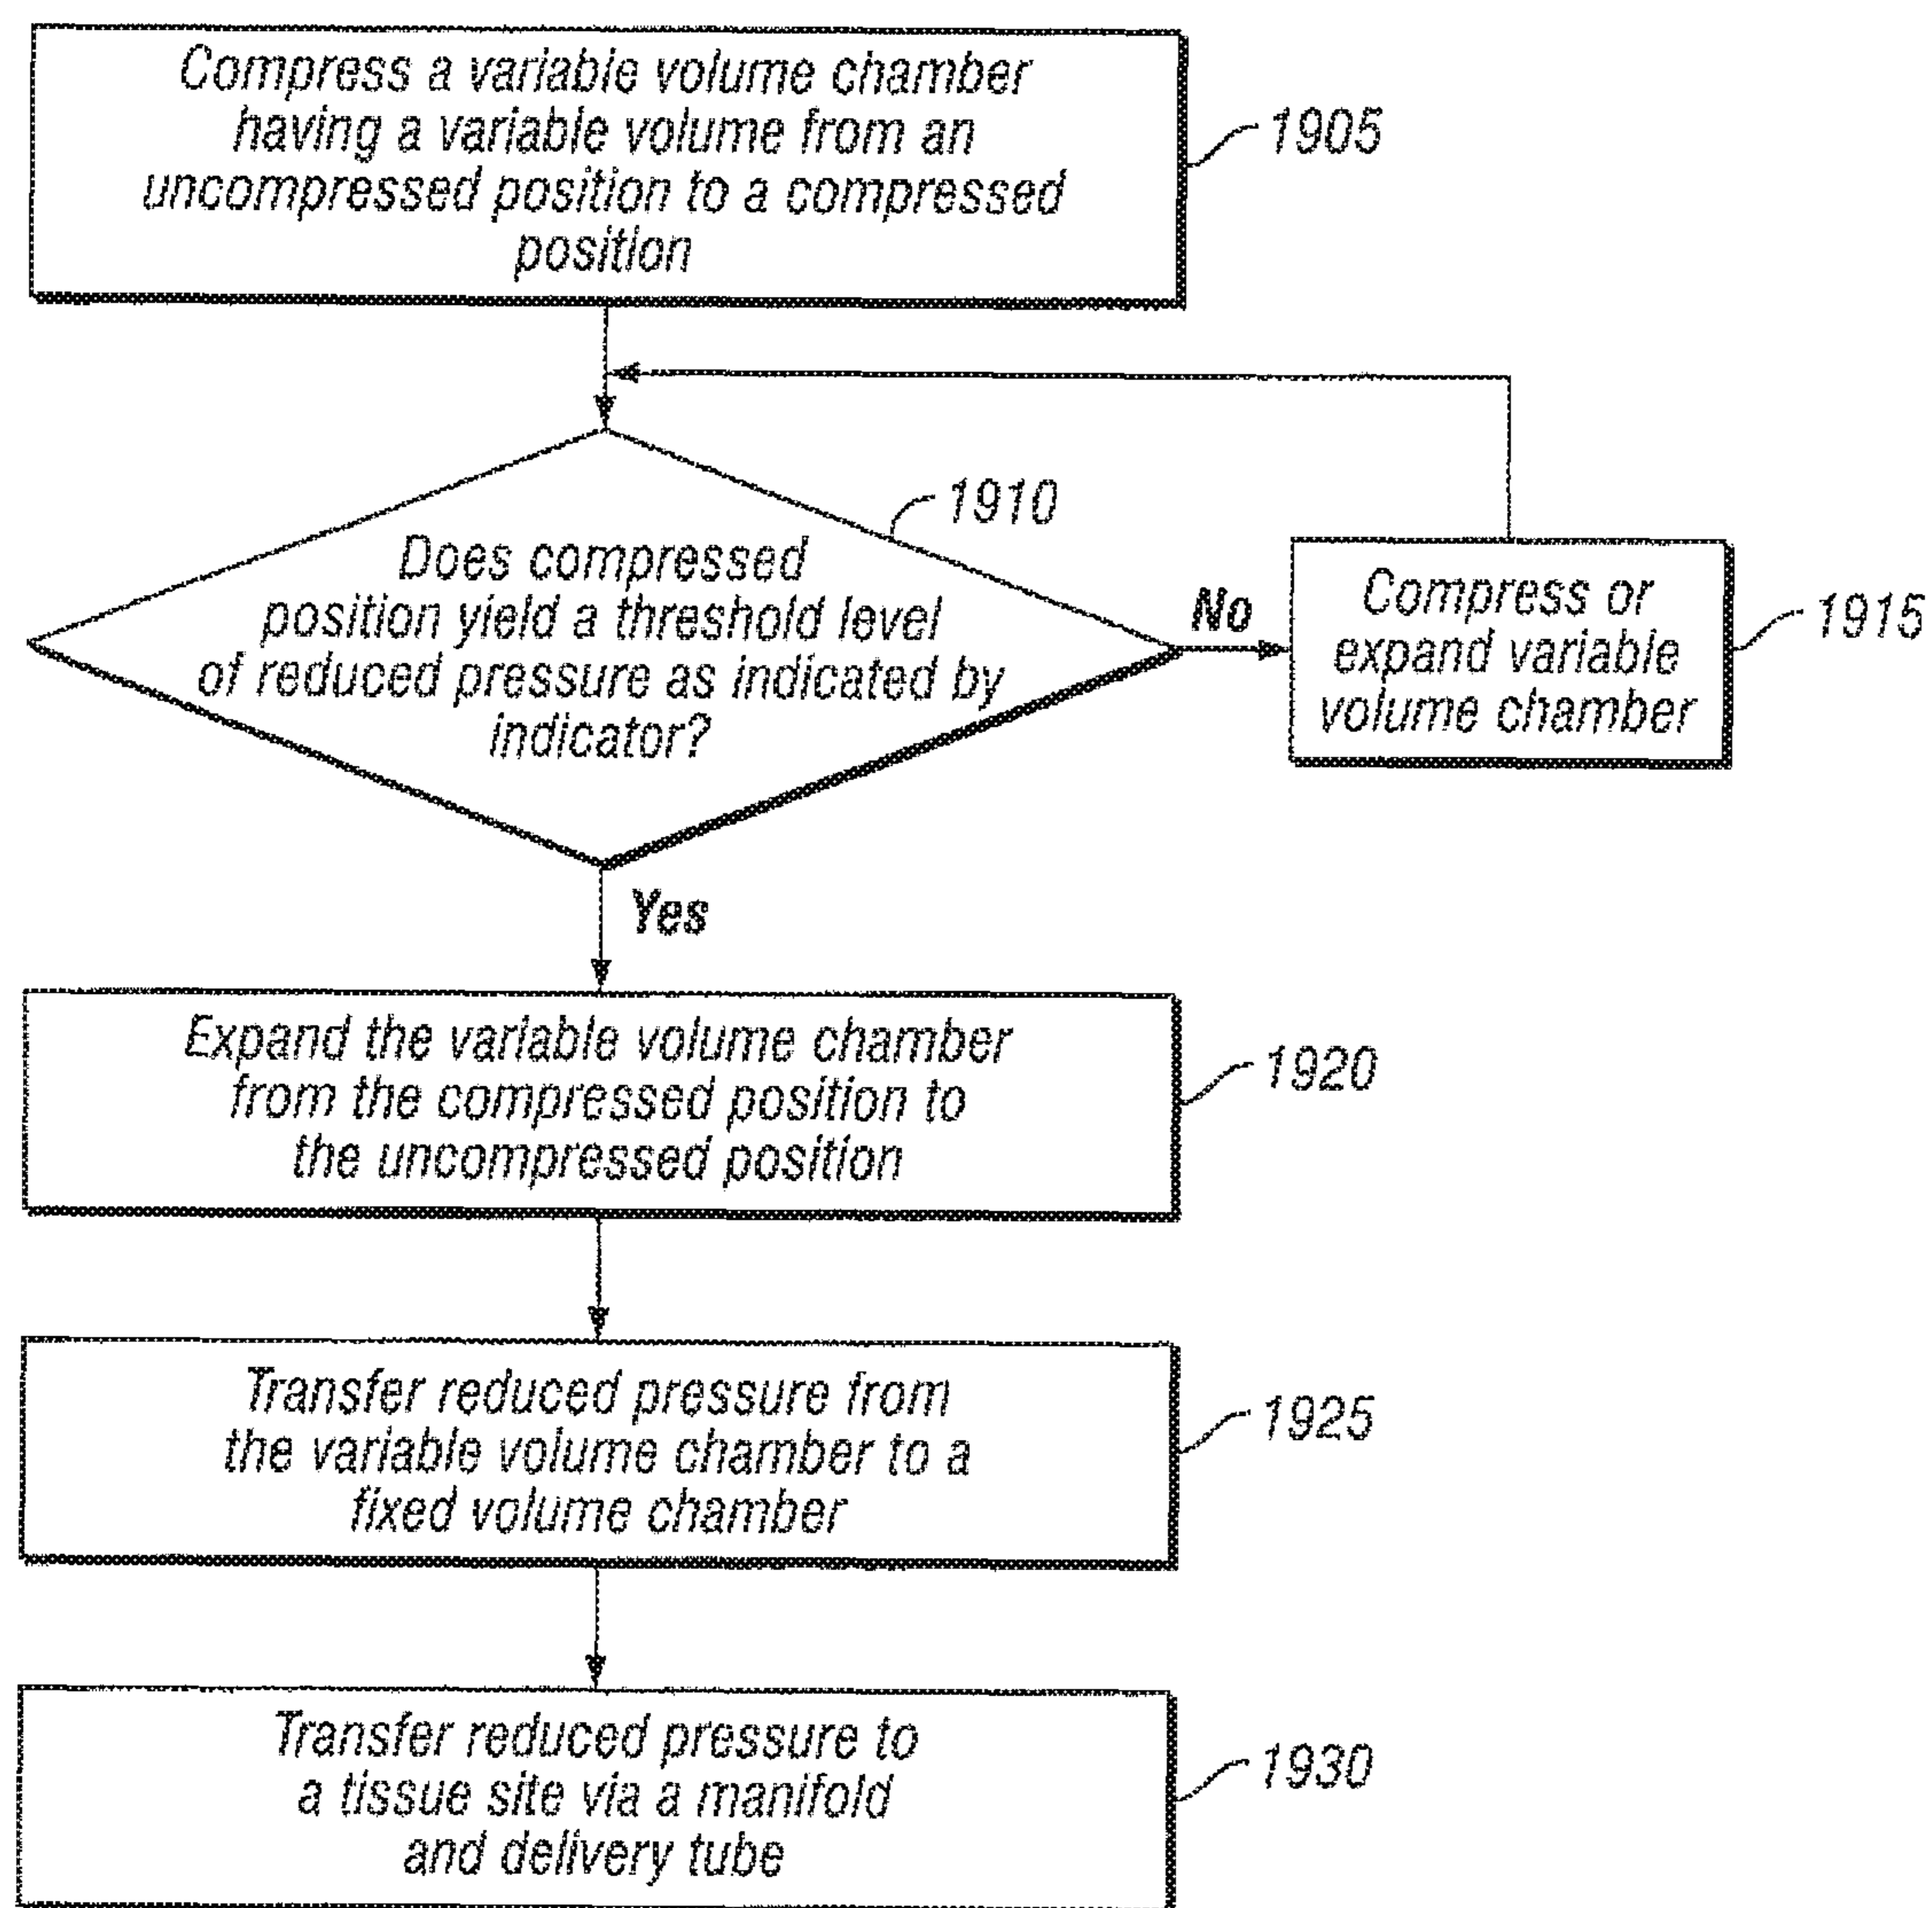 Compress a variable volume chamber
having a variable volume from an
uncompressed position to a compressed
position
1905
1910
Does compressed
position yield a threshold level
of reduced pressure as indicated by
indicator?
No
Compress or
expand variable
volume chamber
1915
Yes
Expand the variable volume chamber
from the compressed position to
the uncompressed position
1920
Transfer reduced pressure from
the variable volume chamber to a
fixed volume chamber
1925
Transfer reduced pressure to
a tissue site via a manifold
and delivery tube
1930